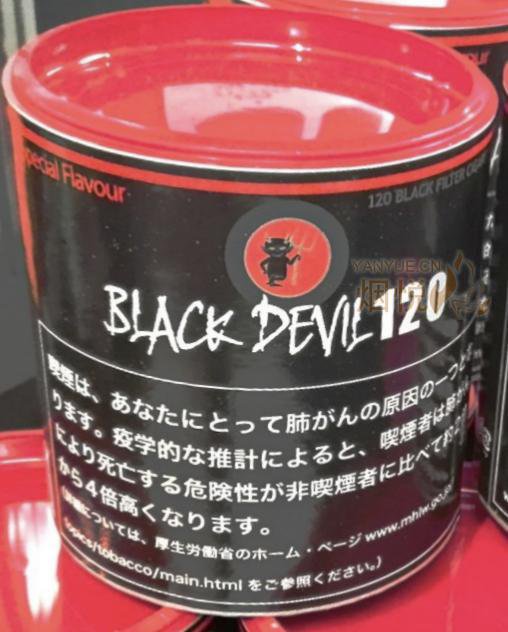 Special Flavour
120 BLACK FILTER CIGAR
YANYUE.CN
烟悦
BLACK DEVIL 120
喫煙は、あなたにとって肺がんの原因の一つと
ります。疫学的な推計によると、喫煙者は
により死亡する危険性が非喫煙者に比べて約
から4倍高くなります。
については、厚生労働省のホーム・ページ www.mhlw.go.jp
topics/tobacco/main.html をご参照ください。)